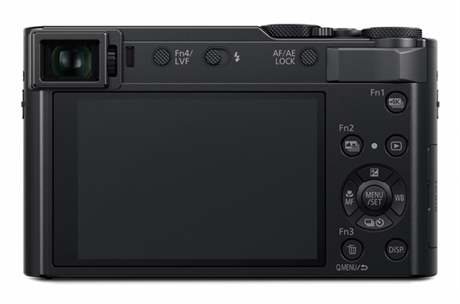 Fn4/
LVF
AF/AE
LOCK
Fn1
4K
Fn2
MF
MENU
/SET
WB
Fn3
DISP.
Q.MENU/